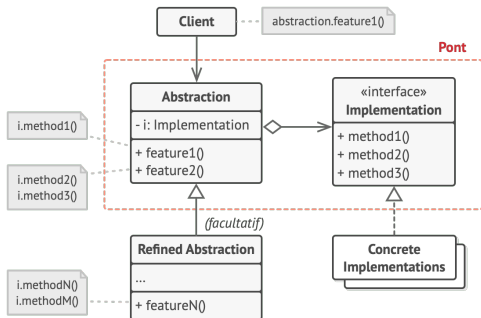 Client
abstraction.feature1()
Pont
Abstraction
- i: Implementation
+ feature1()
+ feature2()
«interface»
Implementation
+ method1()
+ method2()
+ method3()
i.method1()
i.method2()
i.method3()
(facultatif)
Refined Abstraction
...
+ featureN()
Concrete
Implementations
i.methodN()
i.methodM()